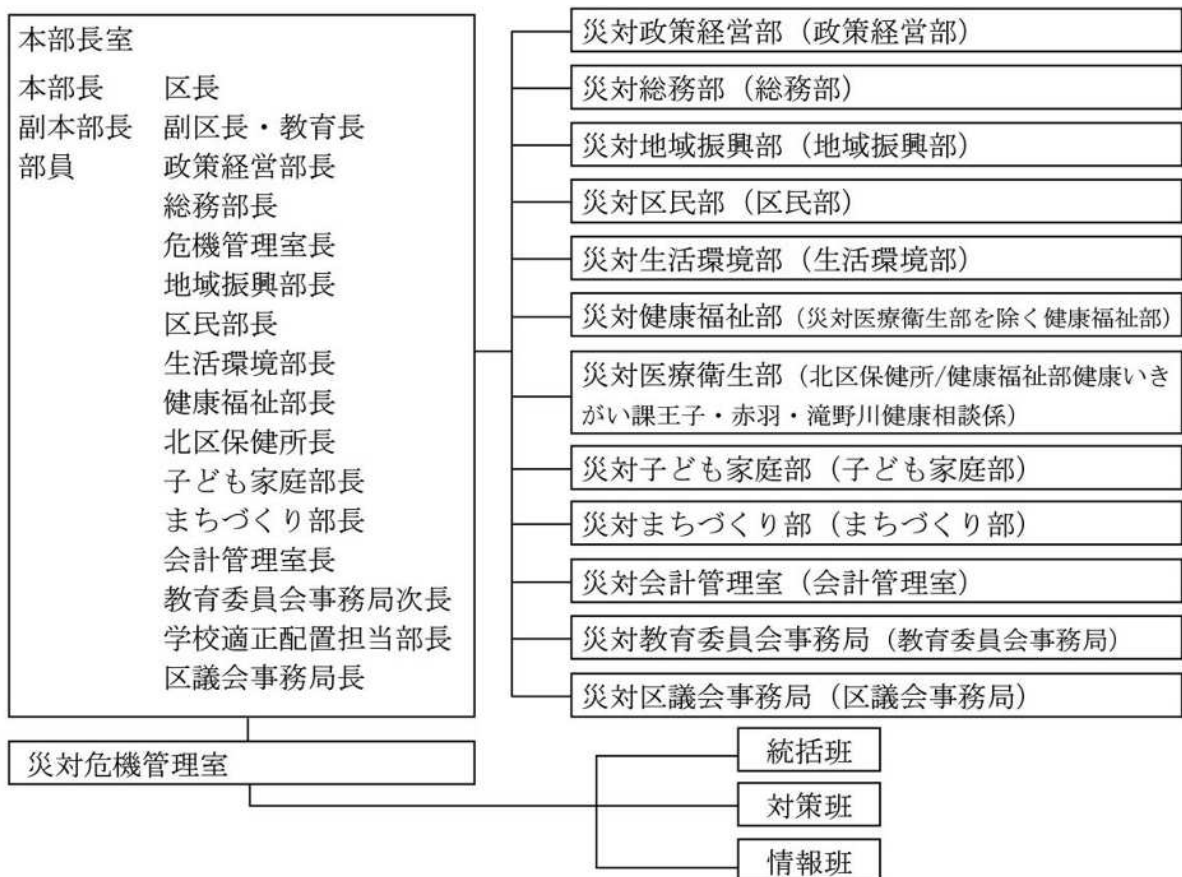 本部長室
本部長 区長
副本部長 副区長・教育長
部員 政策経営部長
総務部長
危機管理室長
地域振興部長
区民部長
生活環境部長
健康福祉部長
北区保健所長
子ども家庭部長
まちづくり部長
会計管理室長
教育委員会事務局次長
学校適正配置担当部長
区議会事務局長
災対危機管理室
災対政策経営部（政策経営部）
災対総務部（総務部）
災対地域振興部（地域振興部）
災対区民部（区民部）
災対生活環境部（生活環境部）
災対健康福祉部（災対医療衛生部を除く健康福祉部）
災対医療衛生部（北区保健所/健康福祉部健康いき
がい課王子・赤羽・滝野川健康相談係）
災対子ども家庭部（子ども家庭部）
災対まちづくり部（まちづくり部）
災対会計管理室（会計管理室）
災対教育委員会事務局（教育委員会事務局）
災対区議会事務局（区議会事務局）
統括班
対策班
情報班